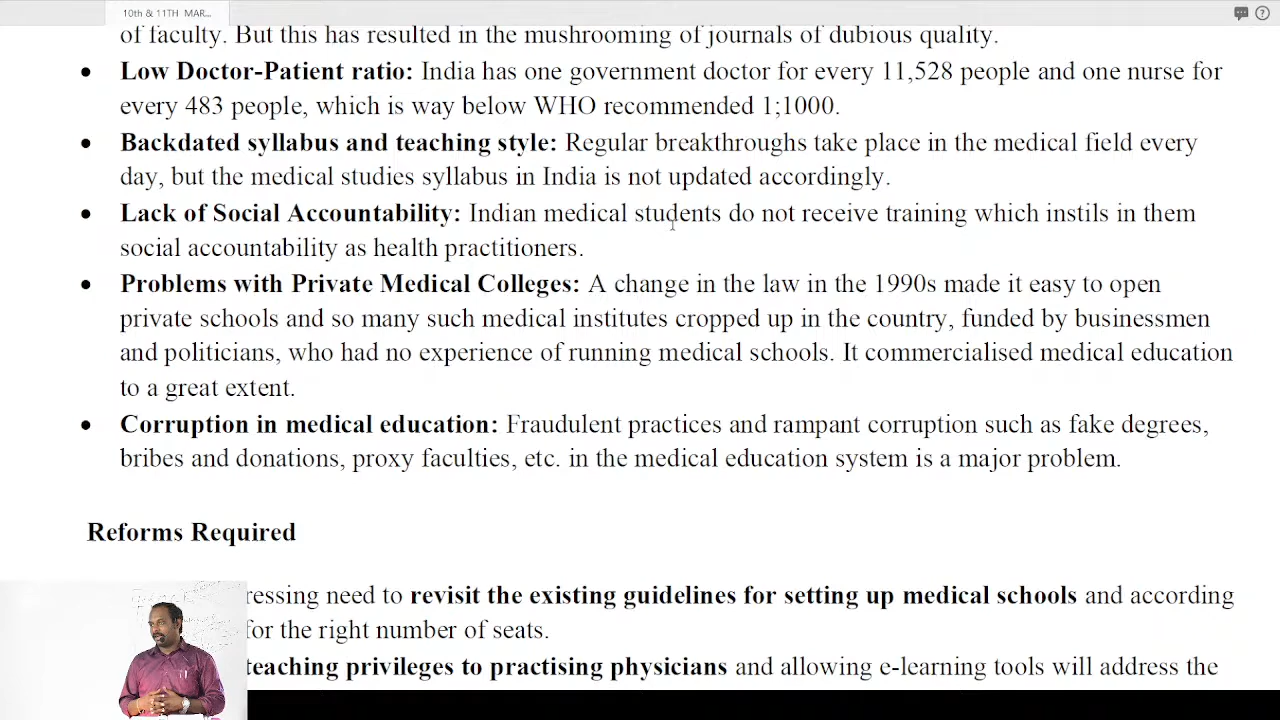 10th & 11TH MAR...
of faculty. But this has resulted in the mushrooming of journals of dubious quality.
• Low Doctor-Patient ratio: India has one government doctor for every 11,528 people and one nurse for
every 483 people, which is way below WHO recommended 1;1000.
• Backdated syllabus and teaching style: Regular breakthroughs take place in the medical field every
day, but the medical studies syllabus in India is not updated accordingly.
• Lack of Social Accountability: Indian medical students do not receive training which instils in them
social accountability as health practitioners.
• Problems with Private Medical Colleges: A change in the law in the 1990s made it easy to open
private schools and so many such medical institutes cropped up in the country, funded by businessmen
and politicians, who had no experience of running medical schools. It commercialised medical education
to a great extent.
• Corruption in medical education: Fraudulent practices and rampant corruption such as fake degrees,
bribes and donations, proxy faculties, etc. in the medical education system is a major problem.
Reforms Required
ressing need to revisit the existing guidelines for setting up medical schools and according
for the right number of seats.
teaching privileges to practising physicians and allowing e-learning tools will address the